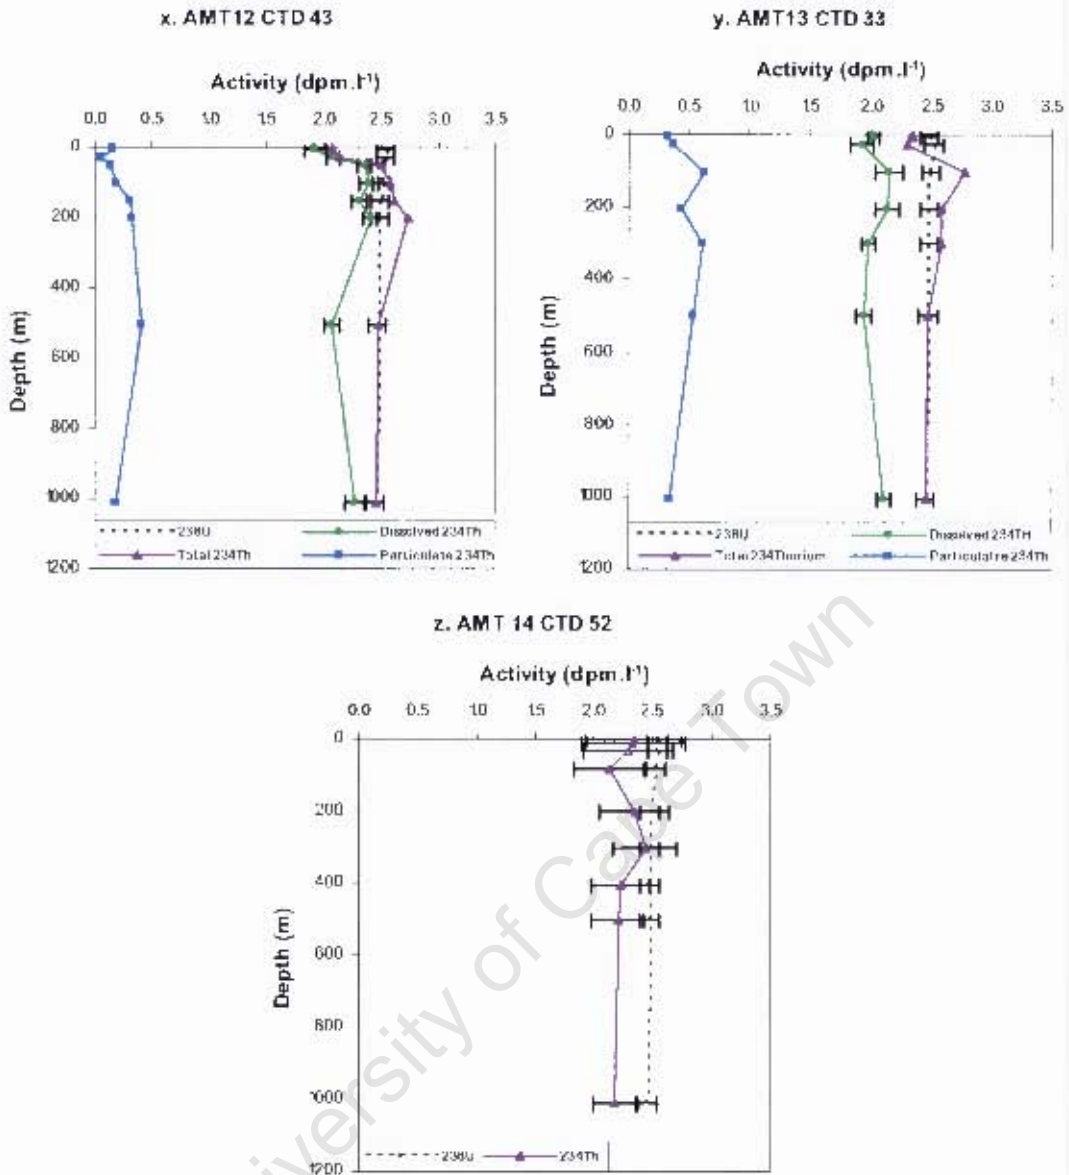 x. AMT12 CTD 43
Activity (dpm.l⁻¹)
0.0 0.5 1.0 1.5 2.0 2.5 3.0 3.5
Depth (m)
0
200
400
600
800
1000
1200
238U
Dissolved 234Th
Total 234Th
Particulate 234Th
y. AMT13 CTD 33
Activity (dpm.l⁻¹)
0.0 0.5 1.0 1.5 2.0 2.5 3.0 3.5
Depth (m)
0
200
400
600
800
1000
1200
238U
Dissolved 234Th
Total 234Thorium
Particulatre 234Th
z. AMT 14 CTD 52
Activity (dpm.l⁻¹)
0.0 0.5 1.0 1.5 2.0 2.5 3.0 3.5
Depth (m)
0
200
400
600
800
1000
1200
238U
234Th
University of Cape Town